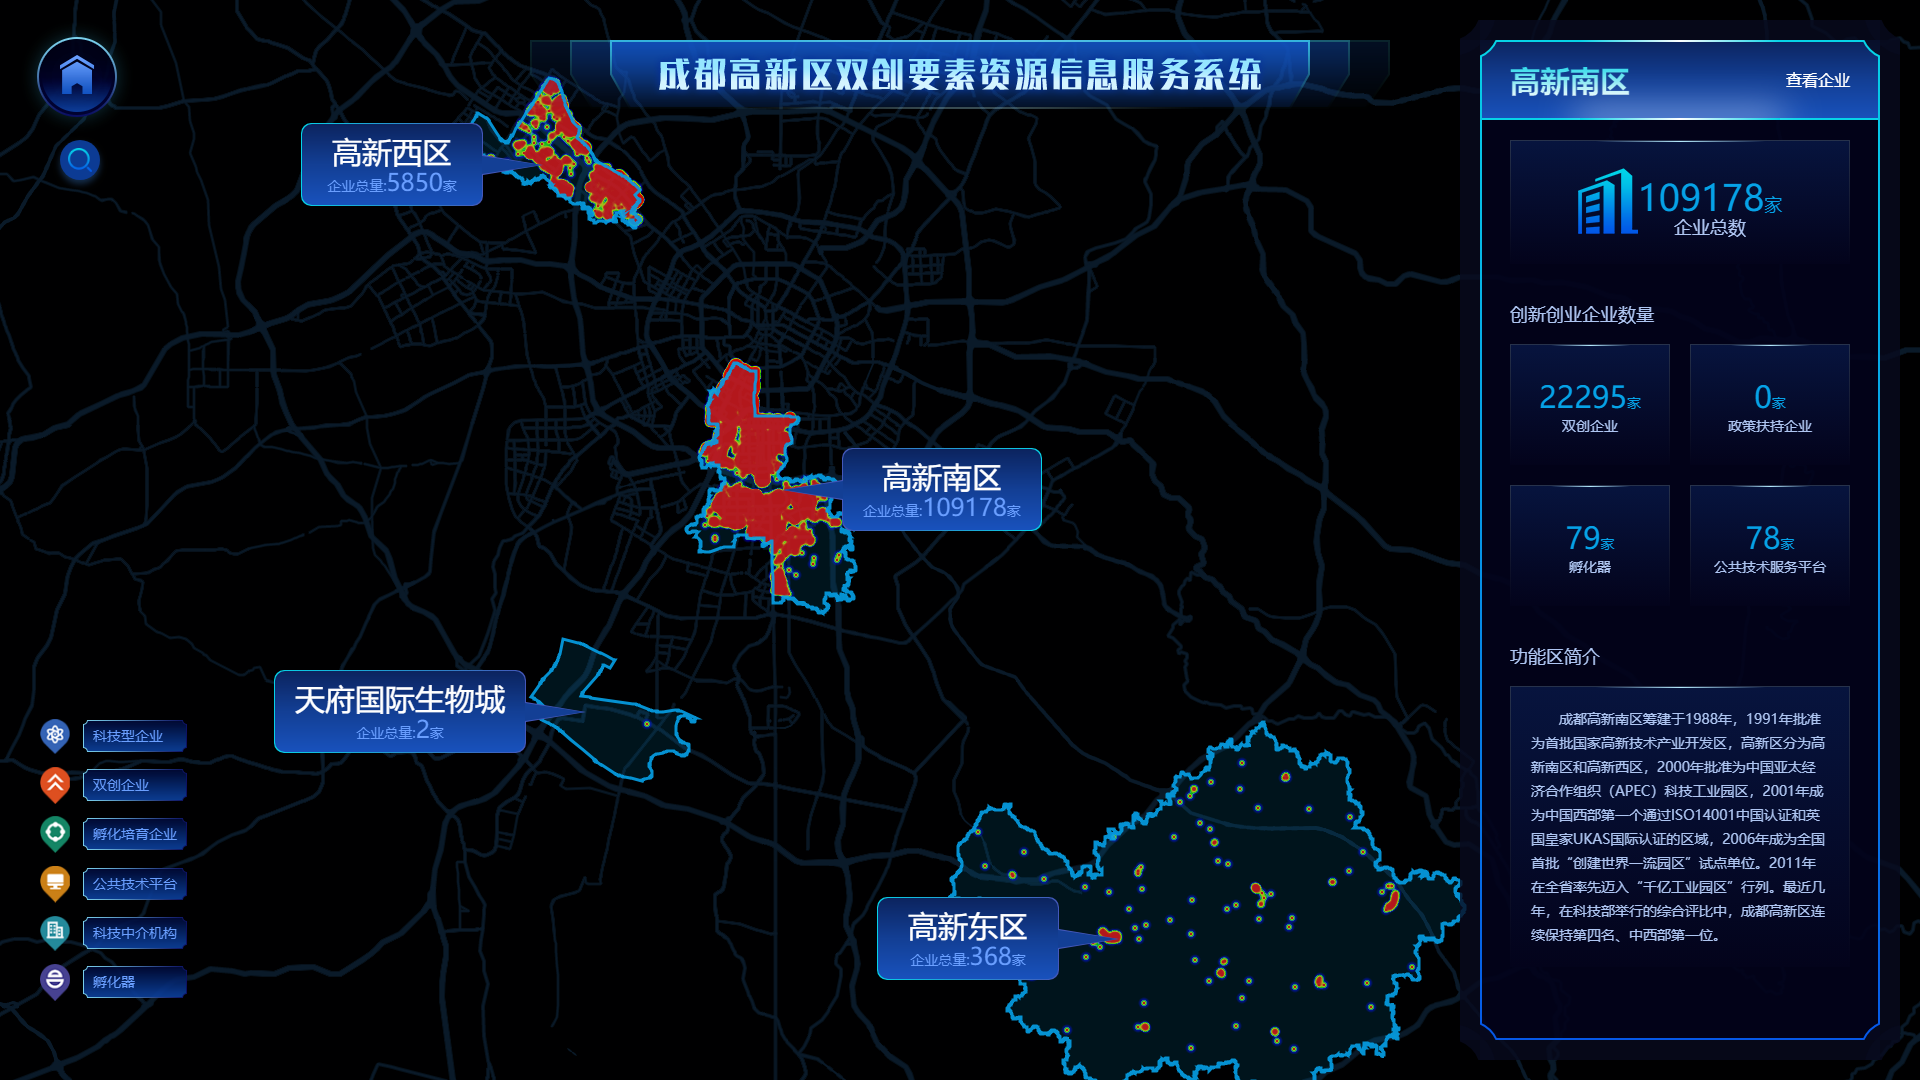 成都高新区双创要素资源信息服务系统
高新西区
企业总量:5850家
高新南区
企业总量:109178家
天府国际生物城
企业总量:2家
高新东区
企业总量:368家
科技型企业
双创企业
孵化培育企业
公共技术平台
科技中介机构
孵化器
高新南区
查看企业
109178家
企业总数
创新创业企业数量
22295家
双创企业
0家
政策扶持企业
79家
孵化器
78家
公共技术服务平台
功能区简介
成都高新南区筹建于1988年，1991年批准
为首批国家高新技术产业开发区，高新区分为高
新南区和高新西区，2000年批准为中国亚太经
济合作组织（APEC）科技工业园区，2001年成
为中国西部第一个通过ISO14001中国认证和英
国皇家UKAS国际认证的区域，2006年成为全国
首批“创建世界一流园区”试点单位。2011年
在全省率先迈入“千亿工业园区”行列。最近几
年，在科技部举行的综合评比中，成都高新区连
续保持第四名、中西部第一位。